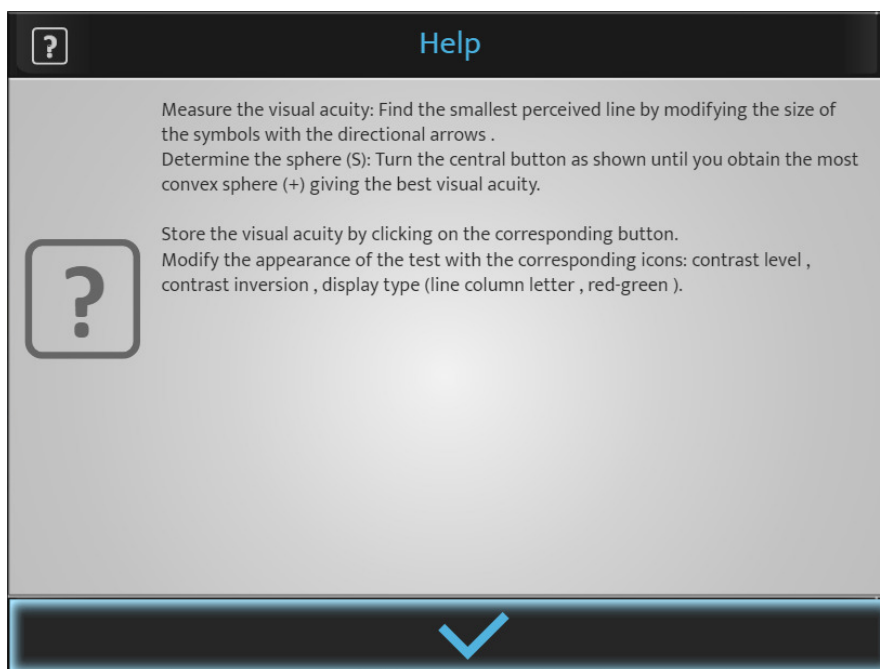 ?
Help
Measure the visual acuity: Find the smallest perceived line by modifying the size of
the symbols with the directional arrows .
Determine the sphere (S): Turn the central button as shown until you obtain the most
convex sphere (+) giving the best visual acuity.
Store the visual acuity by clicking on the corresponding button.
Modify the appearance of the test with the corresponding icons: contrast level ,
contrast inversion , display type (line column letter , red-green ).
?